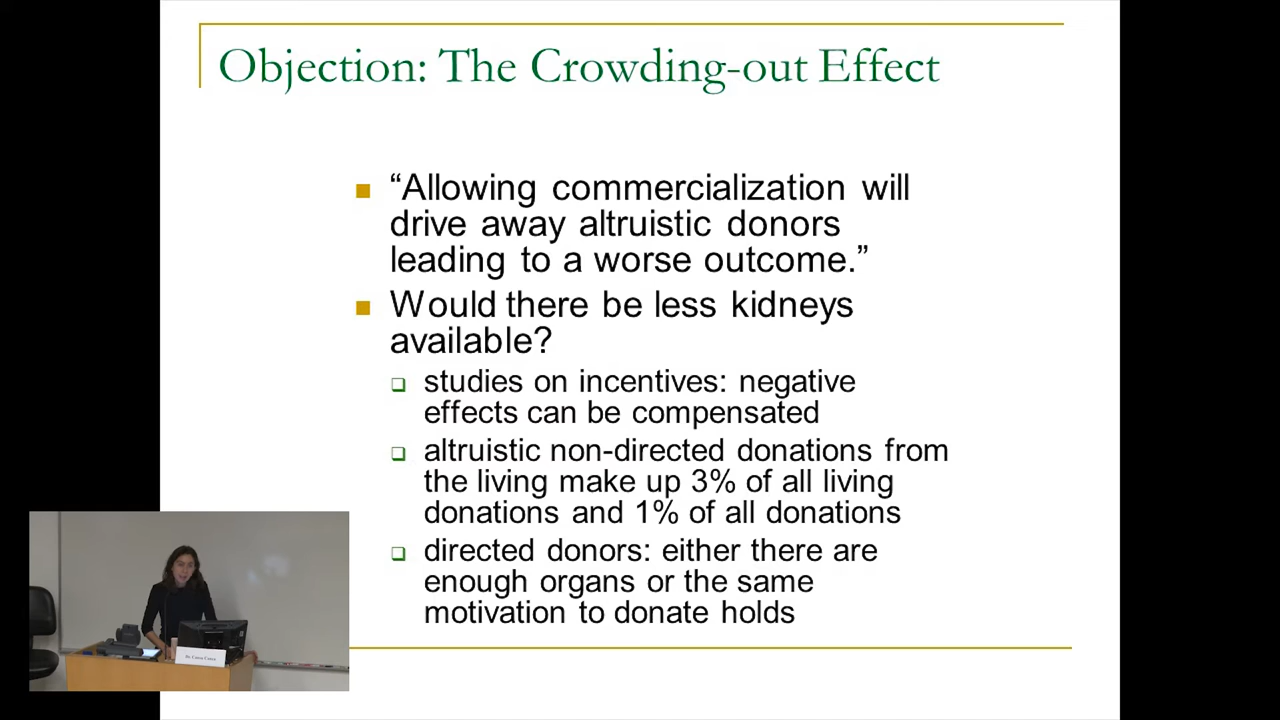 Objection: The Crowding-out Effect
“Allowing commercialization will
drive away altruistic donors
leading to a worse outcome.”
Would there be less kidneys
available?
studies on incentives: negative
effects can be compensated
altruistic non-directed donations from
the living make up 3% of all living
donations and 1% of all donations
directed donors: either there are
enough organs or the same
motivation to donate holds